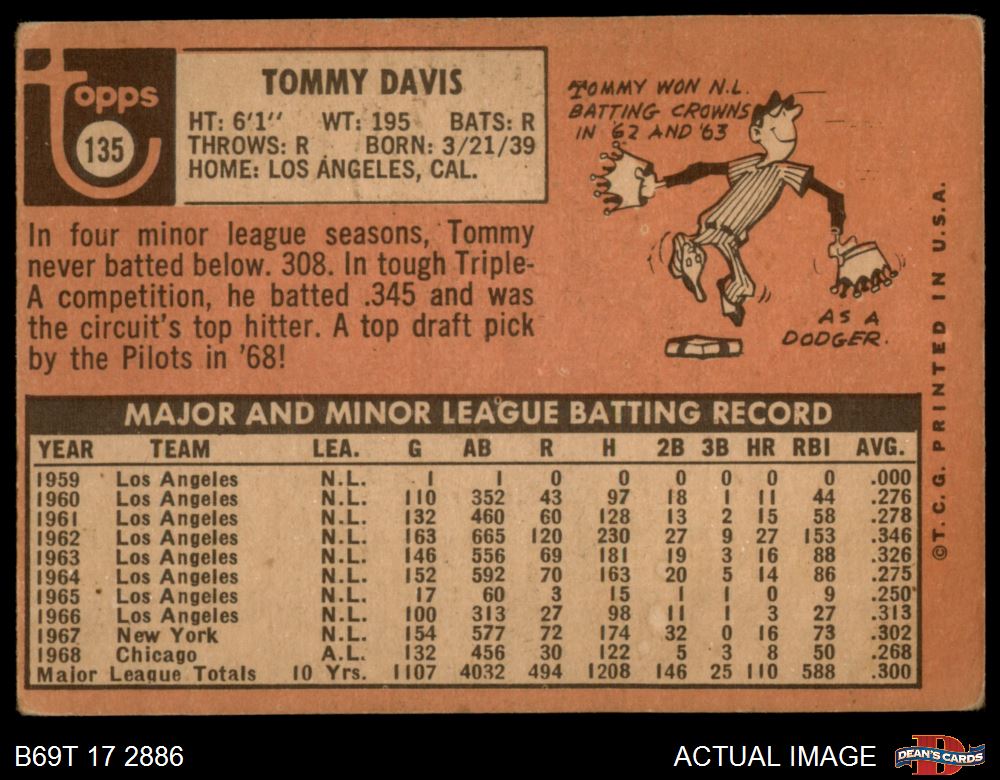 Topps
135
TOMMY DAVIS
HT: 6'1" WT: 195 BATS: R
THROWS: R BORN: 3/21/39
HOME: LOS ANGELES, CAL.
TOMMY WON N.L.
BATTING CROWNS
IN '62 AND '63
AS A
DODGER.
In four minor league seasons, Tommy
never batted below. 308. In tough Triple-
A competition, he batted .345 and was
the circuit's top hitter. A top draft pick
by the Pilots in '68!
MAJOR AND MINOR LEAGUE BATTING RECORD
YEAR TEAM LEA. G AB R H 2B 3B HR RBI AVG.
1959 Los Angeles N.L. 1 1 0 0 0 0 0 0 .000
1960 Los Angeles N.L. 110 352 43 97 18 1 11 44 .276
1961 Los Angeles N.L. 132 460 60 128 13 2 15 58 .278
1962 Los Angeles N.L. 163 665 120 230 27 9 27 153 .346
1963 Los Angeles N.L. 146 556 69 181 19 3 16 88 .326
1964 Los Angeles N.L. 152 592 70 163 20 5 14 86 .275
1965 Los Angeles N.L. 17 60 3 15 1 1 0 9 .250
1966 Los Angeles N.L. 100 313 27 98 11 1 3 27 .313
1967 New York N.L. 154 577 72 174 32 0 16 73 .302
1968 Chicago A.L. 132 456 30 122 5 3 8 50 .268
Major League Totals 10 Yrs. 1107 4032 494 1208 146 25 110 588 .300
©T. C. G. PRINTED IN U.S.A.
B69T 17 2886
ACTUAL IMAGE
D
DEAN'S CARDS